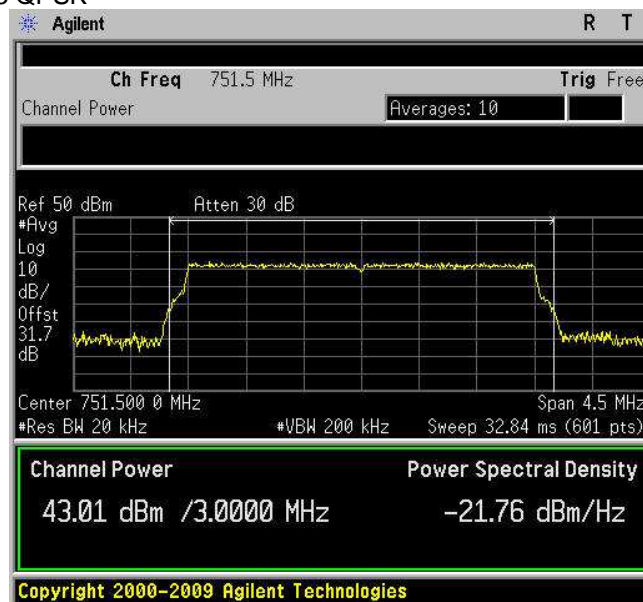 QPSK
Agilent R T
Ch Freq 751.5 MHz Trig Free
Channel Power Averages: 10
Ref 50 dBm Atten 30 dB
#Avg
Log
10
dB/
Offst
31.7
dB
Center 751.500 0 MHz Span 4.5 MHz
#Res BW 20 kHz #VBW 200 kHz Sweep 32.84 ms (601 pts)
Channel Power Power Spectral Density
43.01 dBm /3.0000 MHz -21.76 dBm/Hz
Copyright 2000-2009 Agilent Technologies